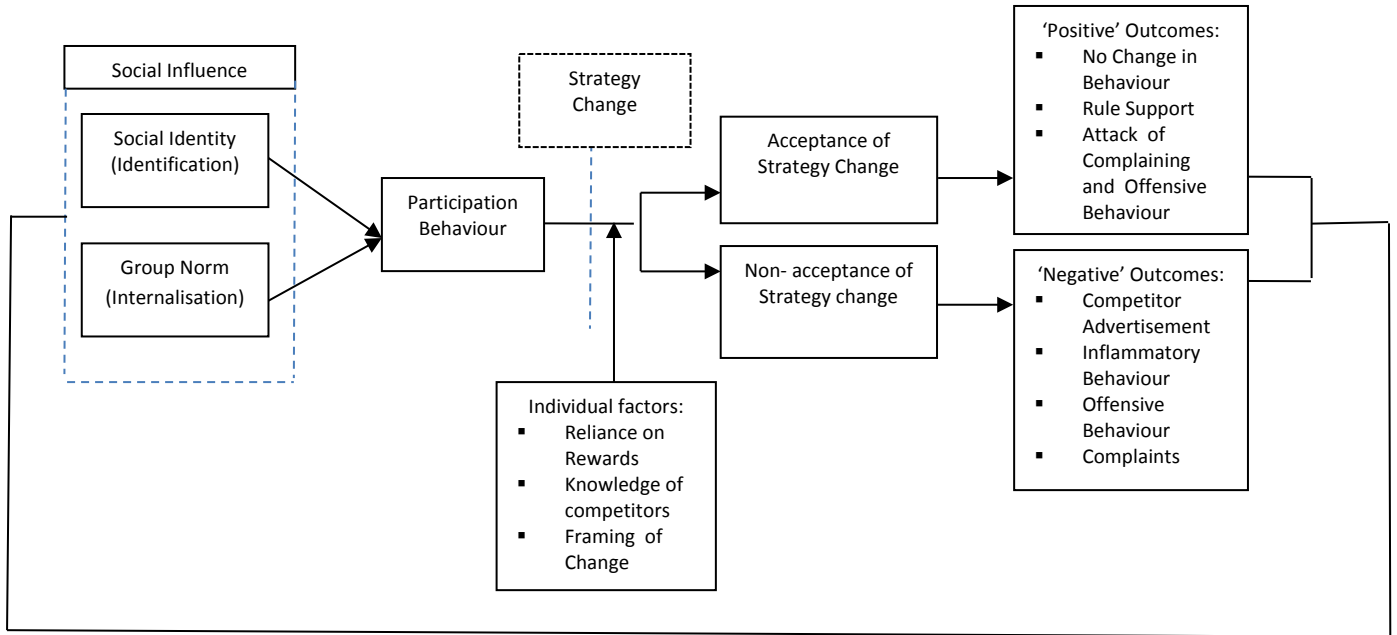 Social Influence
Social Identity
(Identification)
Group Norm
(Internalisation)
Participation
Behaviour
Strategy
Change
Individual factors:
▪ Reliance on
Rewards
▪ Knowledge of
competitors
▪ Framing of
Change
Acceptance of
Strategy Change
Non- acceptance of
Strategy change
‘Positive’ Outcomes:
▪ No Change in
Behaviour
▪ Rule Support
▪ Attack of
Complaining
and Offensive
Behaviour
‘Negative’ Outcomes:
▪ Competitor
Advertisement
▪ Inflammatory
Behaviour
▪ Offensive
Behaviour
▪ Complaints